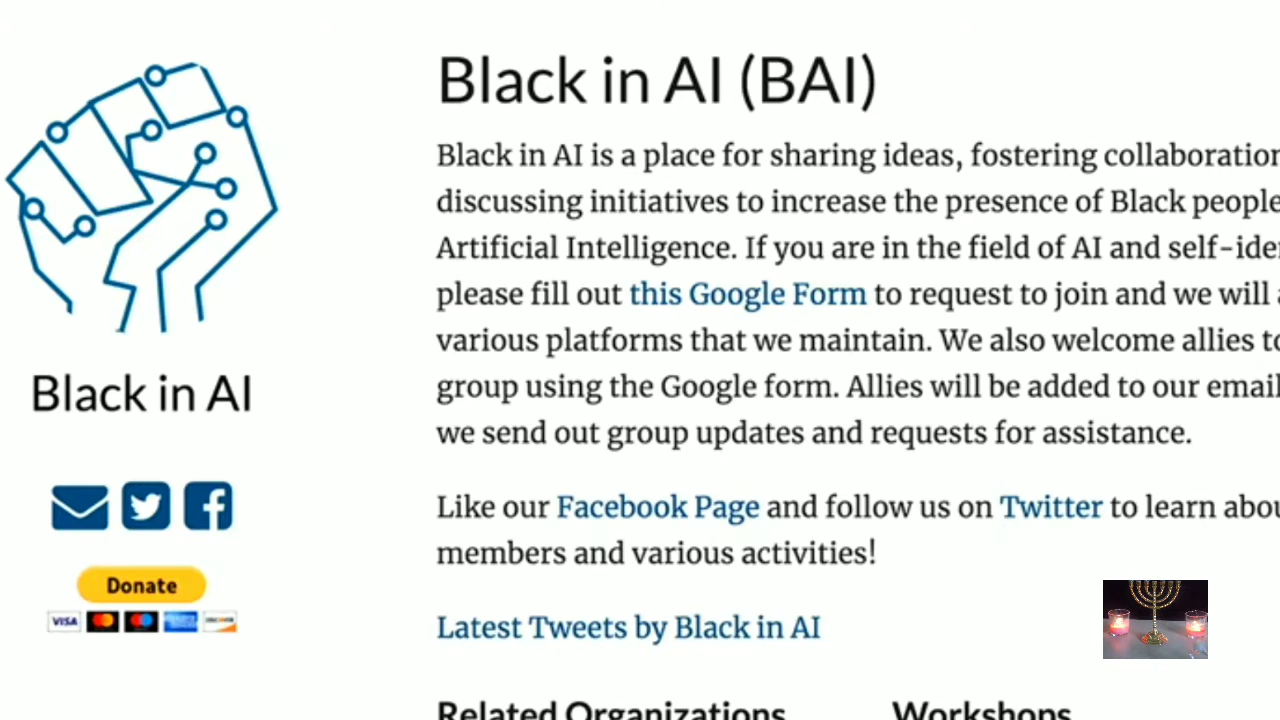 Black in AI (BAI)
Black in AI is a place for sharing ideas, fostering collaboration
discussing initiatives to increase the presence of Black people
Artificial Intelligence. If you are in the field of AI and self-ide
please fill out this Google Form to request to join and we will a
various platforms that we maintain. We also welcome allies to
group using the Google form. Allies will be added to our email
we send out group updates and requests for assistance.
Like our Facebook Page and follow us on Twitter to learn abou
members and various activities!
Latest Tweets by Black in AI
Related Organizations
Workshops
Black in AI
Donate
VISA